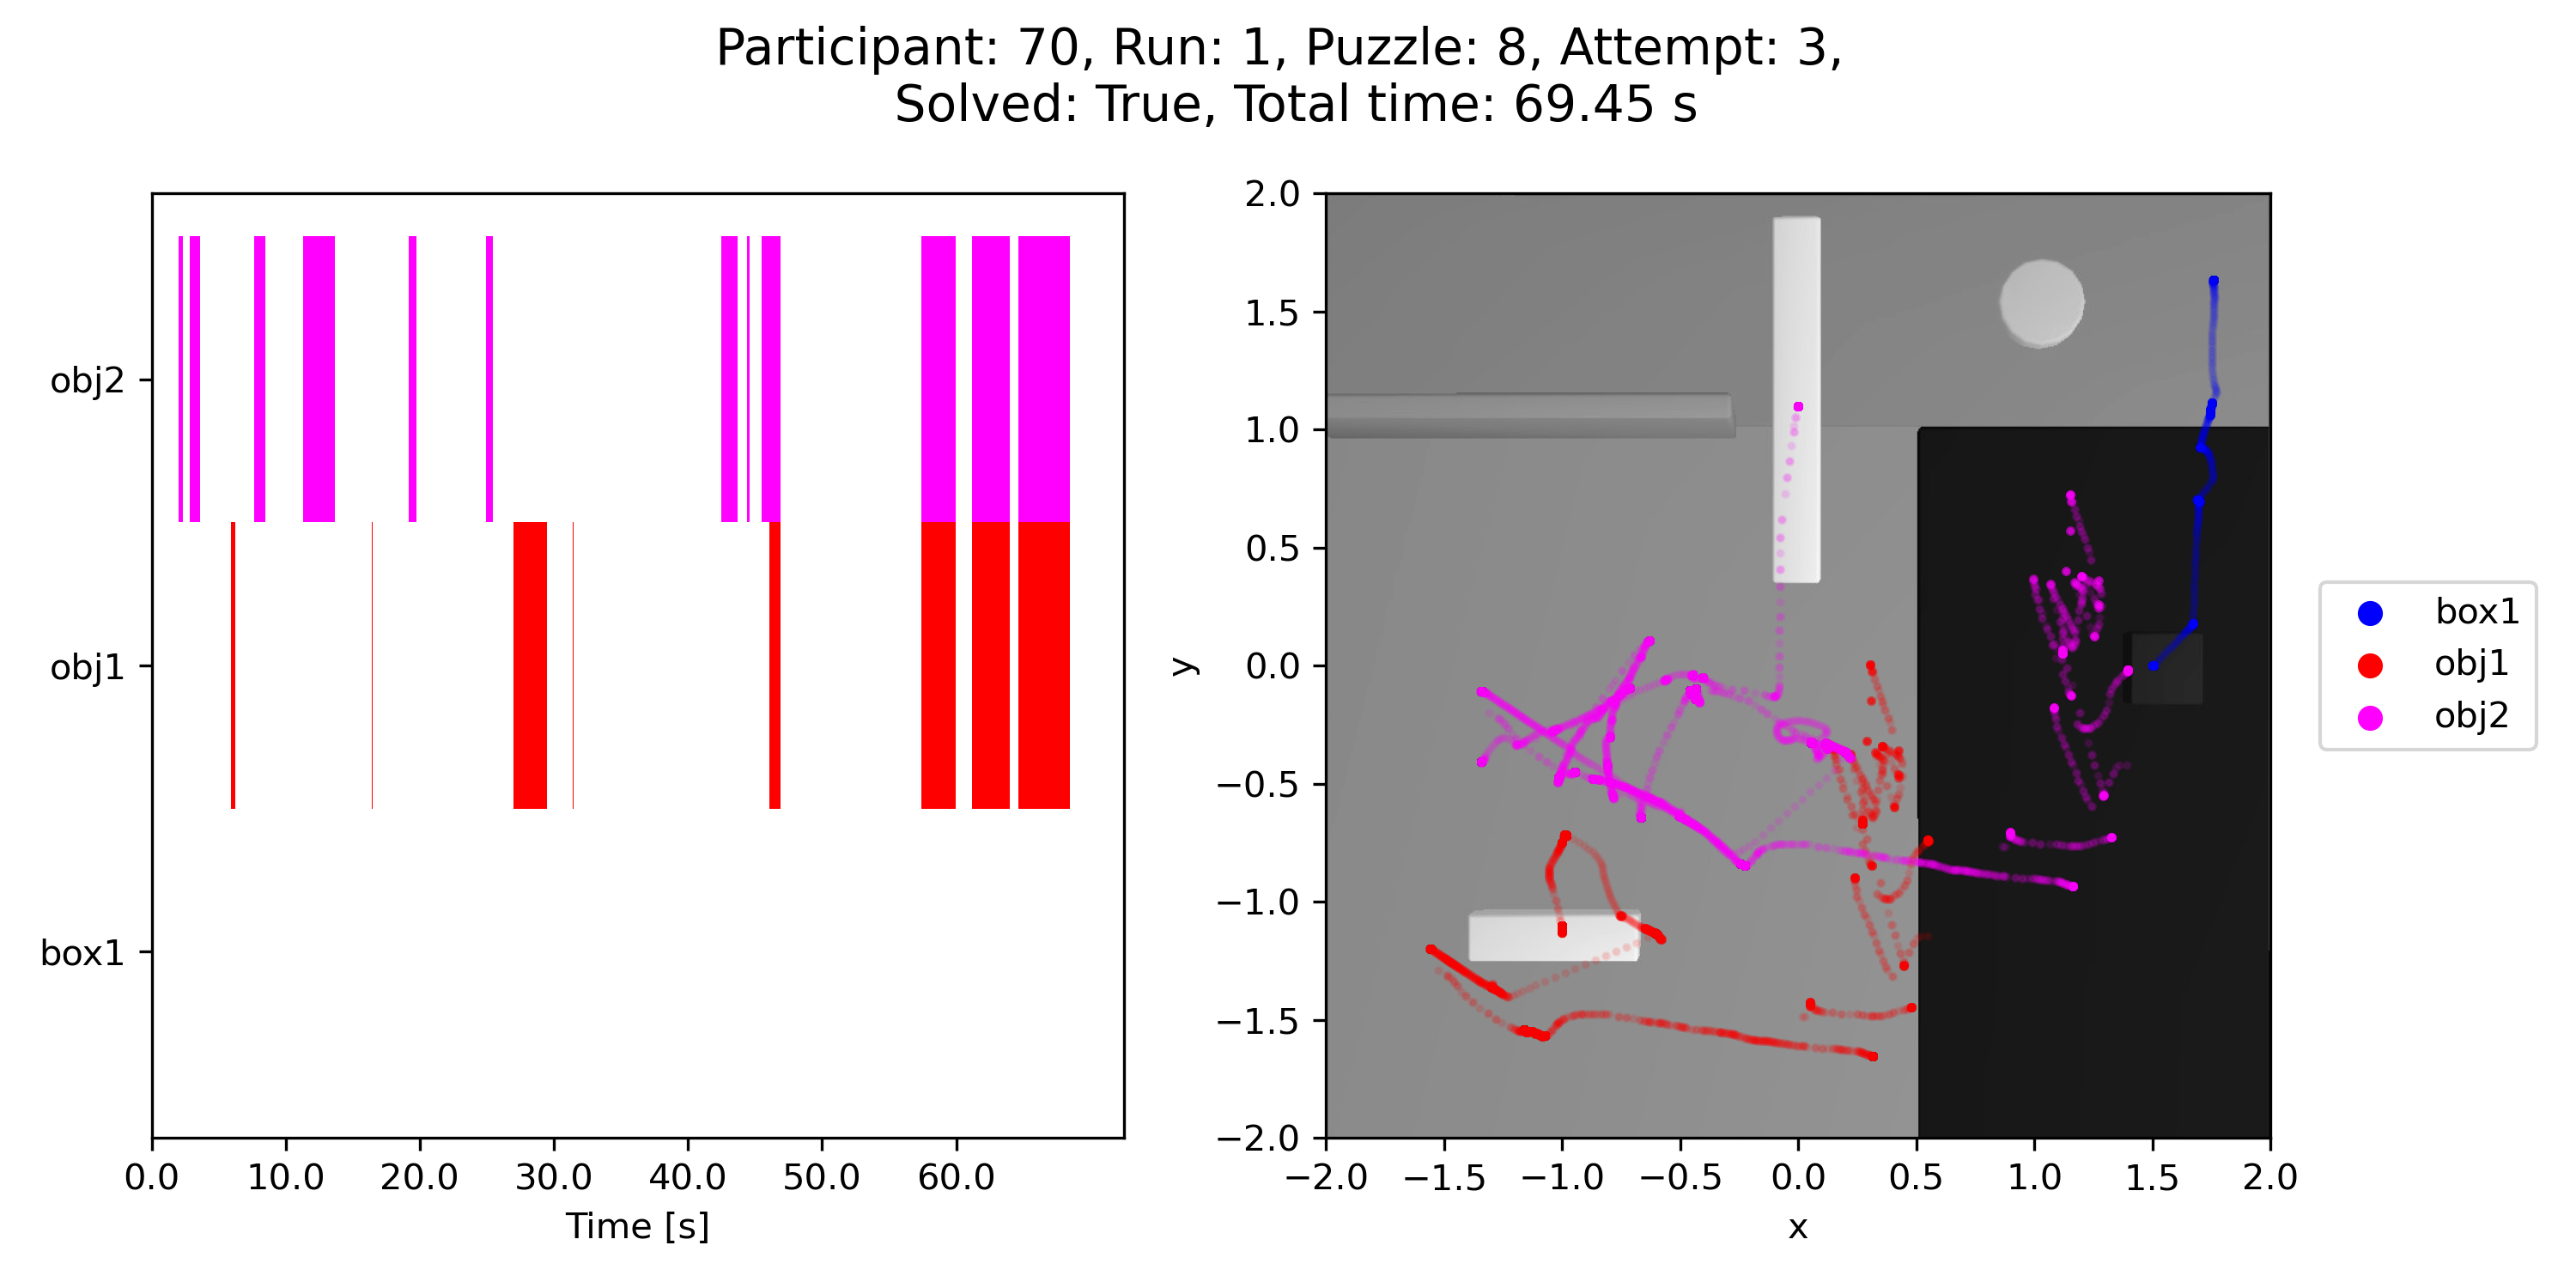 Participant: 70, Run: 1, Puzzle: 8, Attempt: 3,
Solved: True, Total time: 69.45 s
obj2
obj1
box1
0.0 10.0 20.0 30.0 40.0 50.0 60.0
Time [s]
2.0
1.5
1.0
0.5
0.0
−0.5
−1.0
−1.5
−2.0
y
−2.0 −1.5 −1.0 −0.5 0.0 0.5 1.0 1.5 2.0
x
box1
obj1
obj2